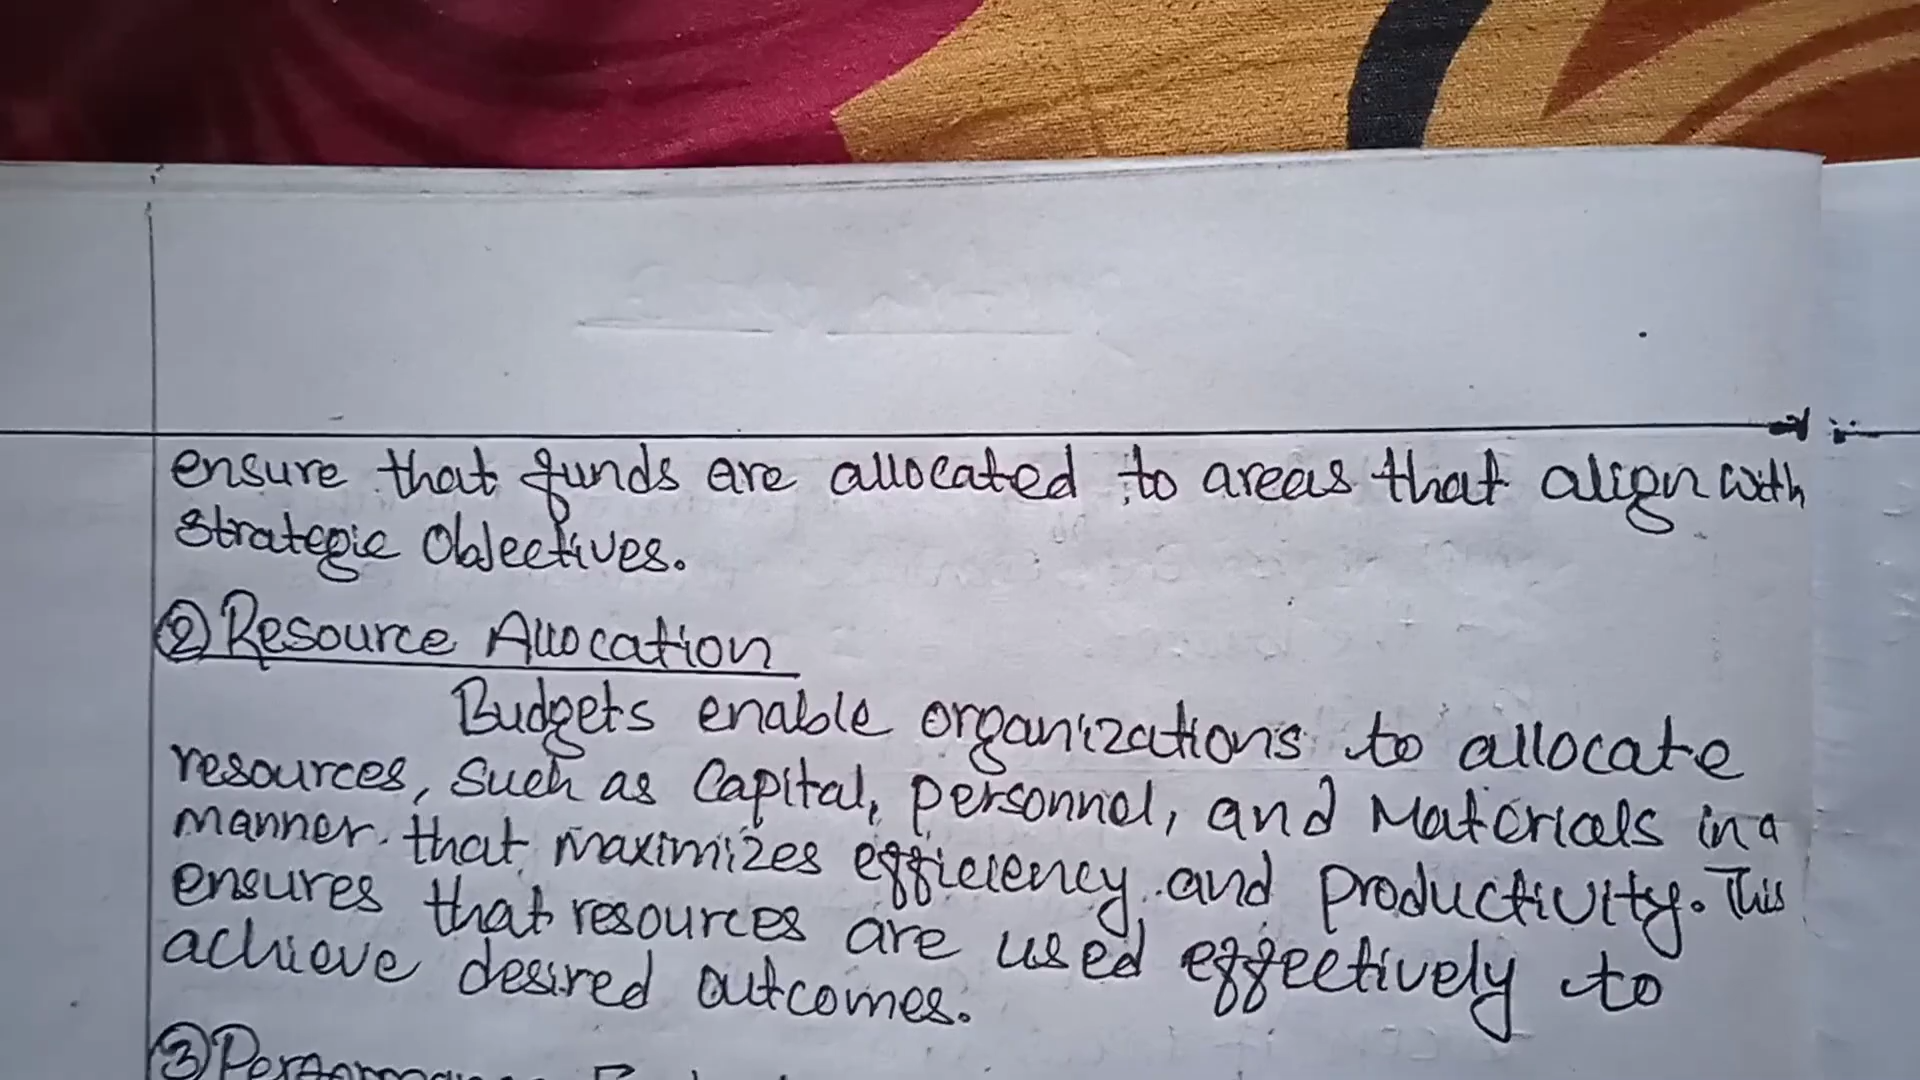 ensure that funds are allocated to areas that align with
Strategic Objectives.
② Resource Allocation
Budgets enable organizations to allocate
resources, Such as Capital, personnel, and Materials in a
manner that maximizes efficiency and Productivity. This
ensures that resources are used effectively to
achieve desired outcomes.
③